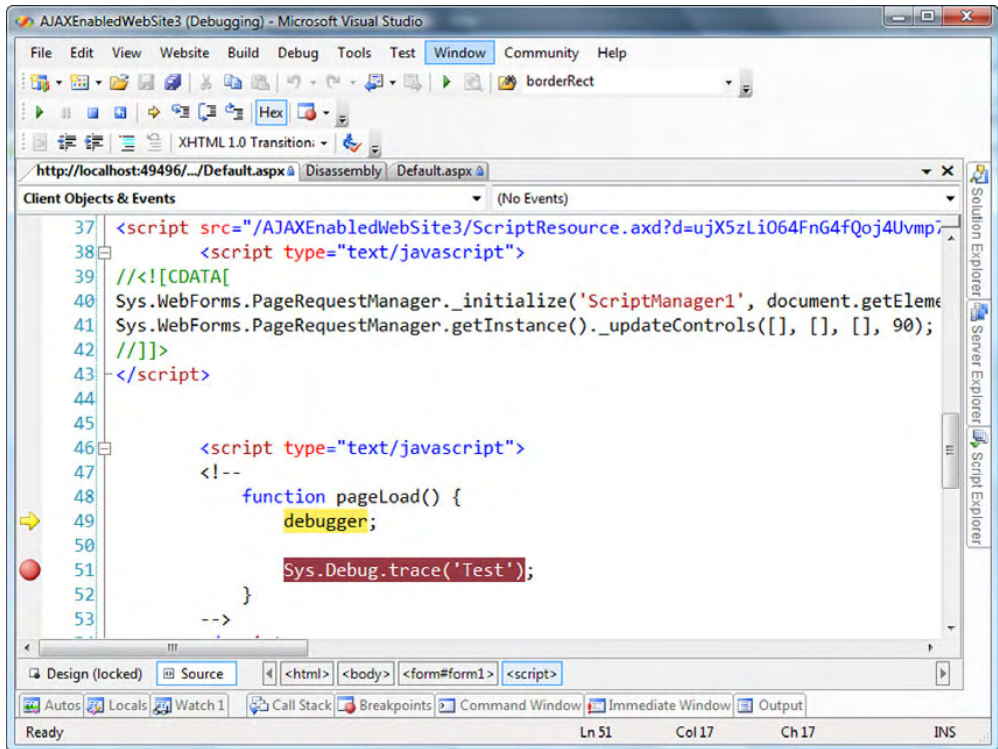 AJAXEnabledWebSite3 (Debugging) - Microsoft Visual Studio
File Edit View Website Build Debug Tools Test Window Community Help
borderRect
Hex
XHTML 1.0 Transition
http://localhost:49496/.../Default.aspx Disassembly Default.aspx
Client Objects & Events (No Events)
37 <script src="/AJAXEnabledWebSite3/ScriptResource.axd?d=ujX5zLiO64FnG4fQoj4Uvmp
38 <script type="text/javascript">
39 //<![CDATA[
40 Sys.WebForms.PageRequestManager._initialize('ScriptManager1', document.getEleme
41 Sys.WebForms.PageRequestManager.getInstance()._updateControls([], [], [], 90);
42 //]]>
43 </script>
44
45
46 <script type="text/javascript">
47 <!--
48 function pageLoad() {
49 debugger;
50
51 Sys.Debug.trace('Test');
52 }
53 -->
Solution Explorer
Server Explorer
Script Explorer
Design (locked) Source <html> <body> <form#form1> <script>
Autos Locals Watch 1 Call Stack Breakpoints Command Window Immediate Window Output
Ready Ln 51 Col 17 Ch 17 INS